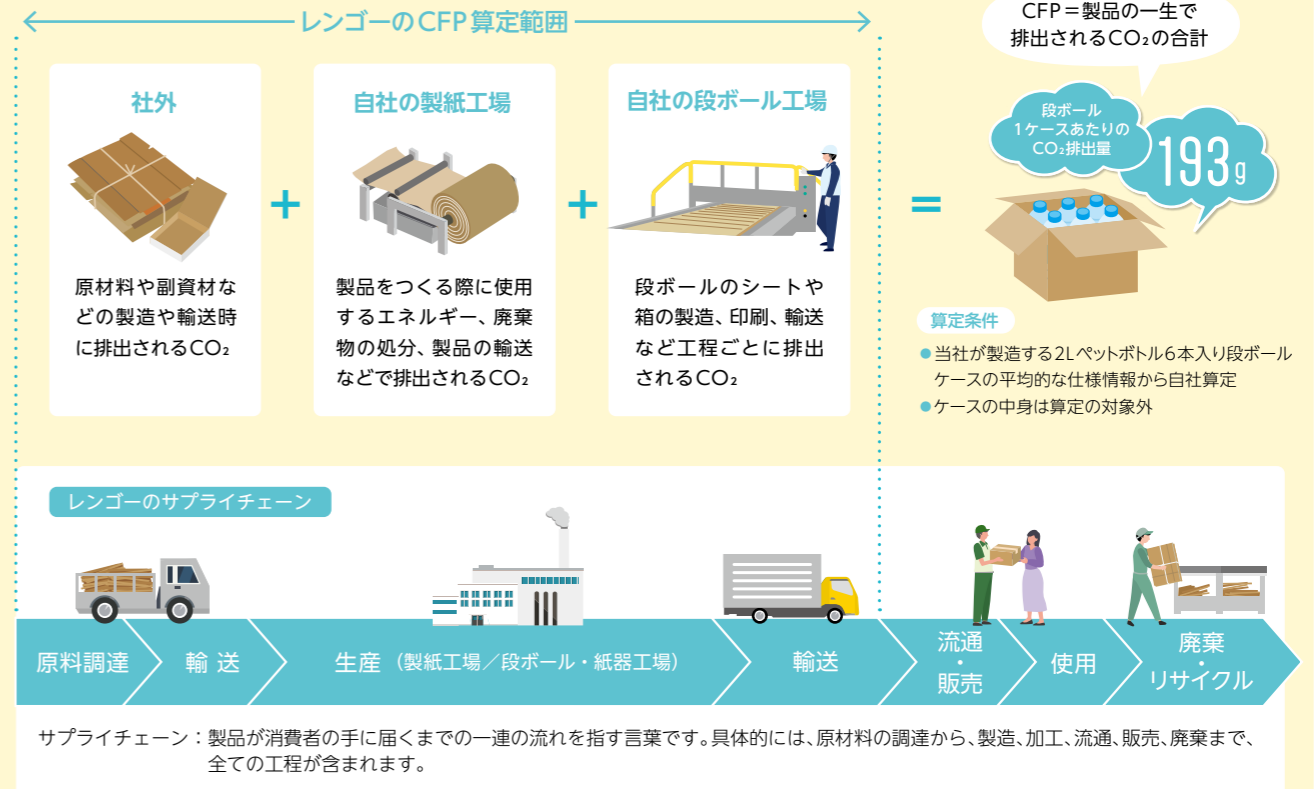 レンゴーのCFP算定範囲
CFP＝製品の一生で
排出されるCO₂の合計
社外
原材料や副資材な
どの製造や輸送時
に排出されるCO₂
+
自社の製紙工場
製品をつくる際に使用
するエネルギー、廃棄
物の処分、製品の輸送
などで排出されるCO₂
+
自社の段ボール工場
段ボールのシートや
箱の製造、印刷、輸送
など工程ごとに排出
されるCO₂
=
段ボール
1ケースあたりの
CO₂排出量
193g
算定条件
●当社が製造する2Lペットボトル6本入り段ボール
ケースの平均的な仕様情報から自社算定
●ケースの中身は算定の対象外
レンゴーのサプライチェーン
原料調達
輸送
生産（製紙工場／段ボール・紙器工場）
輸送
流通
・
販売
使用
廃棄
・
リサイクル
サプライチェーン：製品が消費者の手に届くまでの一連の流れを指す言葉です。具体的には、原材料の調達から、製造、加工、流通、販売、廃棄まで、
全ての工程が含まれます。